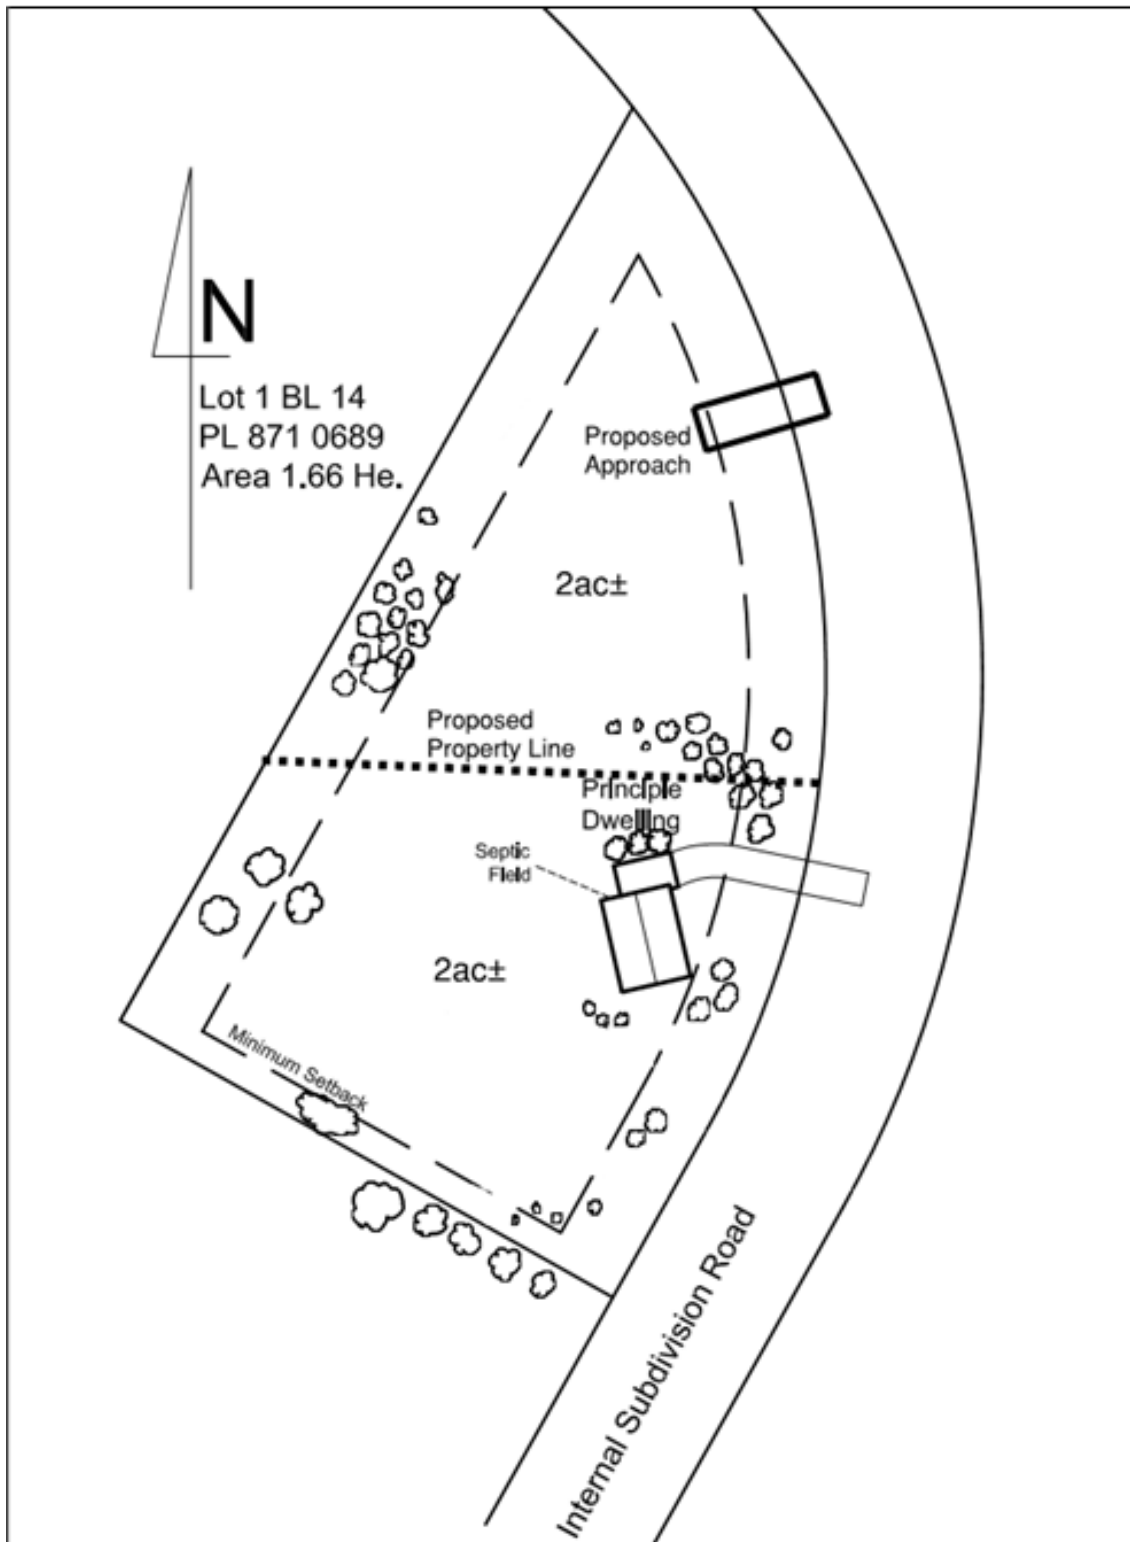 N
Lot 1 BL 14
PL 871 0689
Area 1.66 He.
Proposed
Approach
2ac±
Proposed
Property Line
Principle
Dwelling
Septic
Field
2ac±
Minimum Setback
Internal Subdivision Road